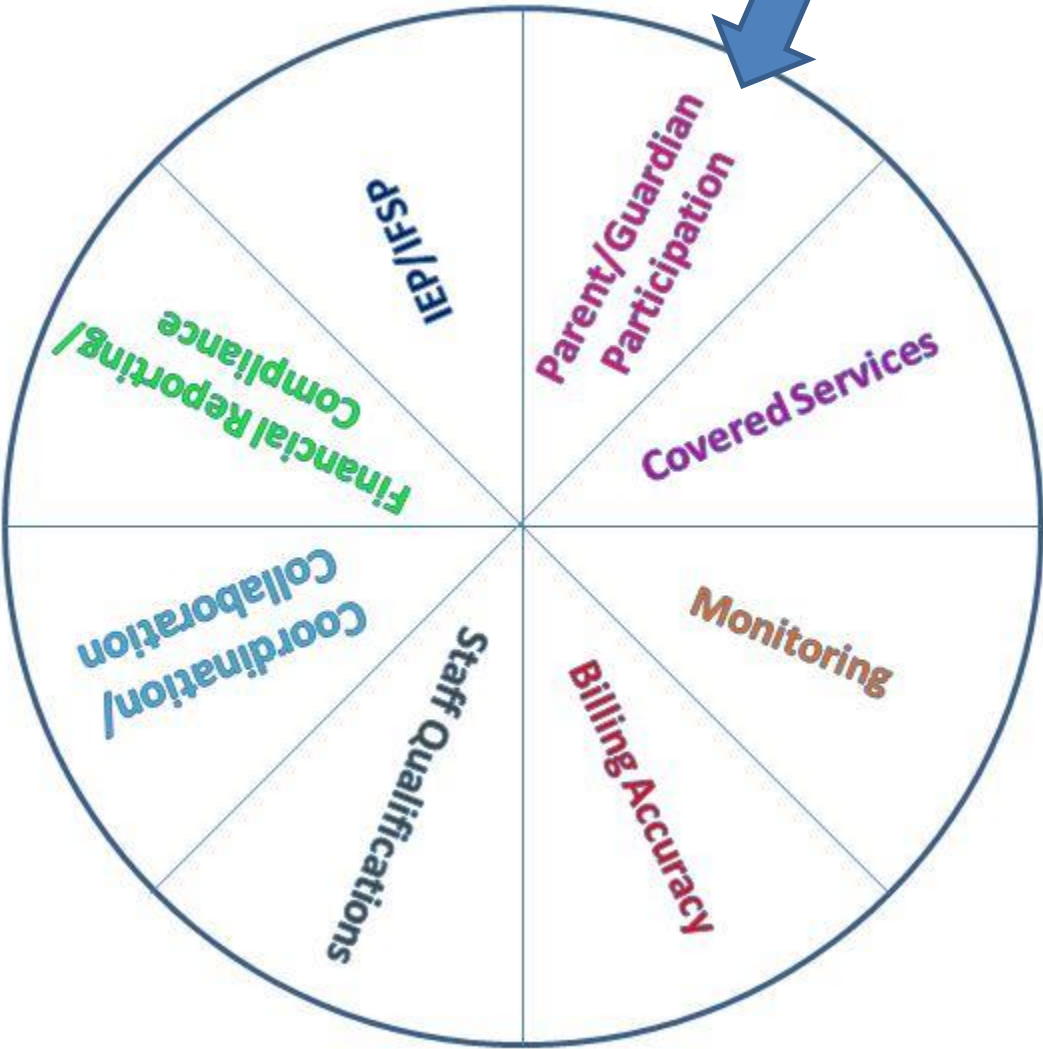 Parent/Guardian
Participation
Covered Services
Monitoring
Billing Accuracy
Staff Qualifications
Coordination/
Collaboration
Financial Reporting/
Compliance
IEP/IFSP